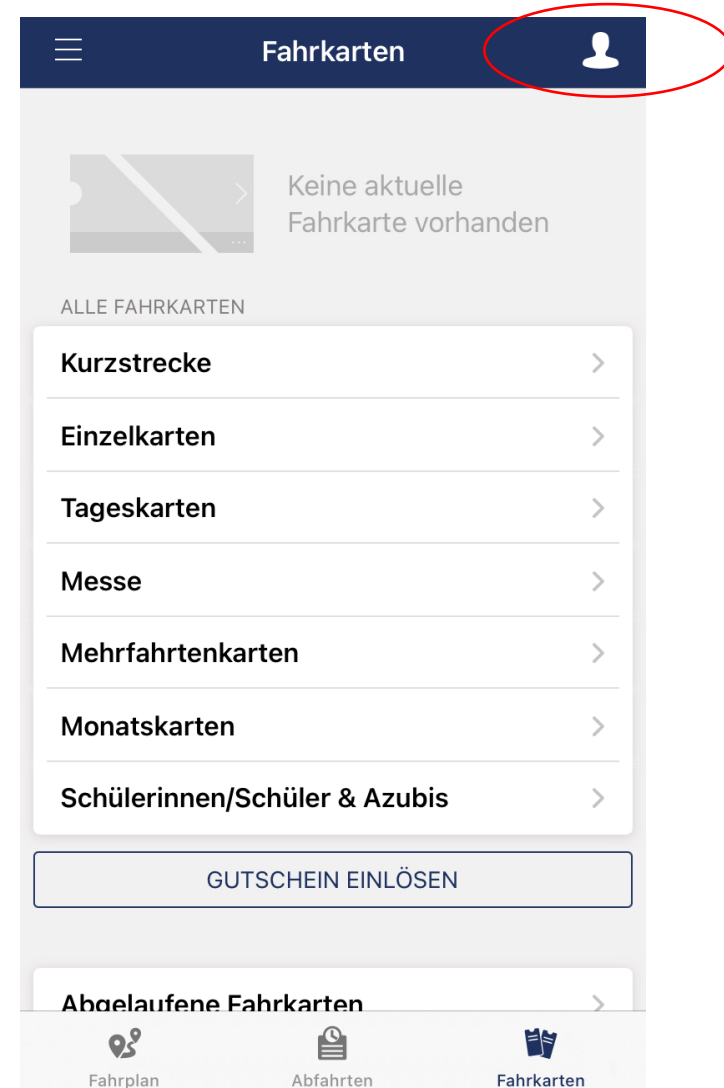 Fahrkarten
Keine aktuelle
Fahrkarte vorhanden
ALLE FAHRKARTEN
Kurzstrecke
Einzelkarten
Tageskarten
Messe
Mehrfahrtenkarten
Monatskarten
Schülerinnen/Schüler & Azubis
GUTSCHEIN EINLÖSEN
Abgelaufene Fahrkarten
Fahrplan
Abfahrten
Fahrkarten